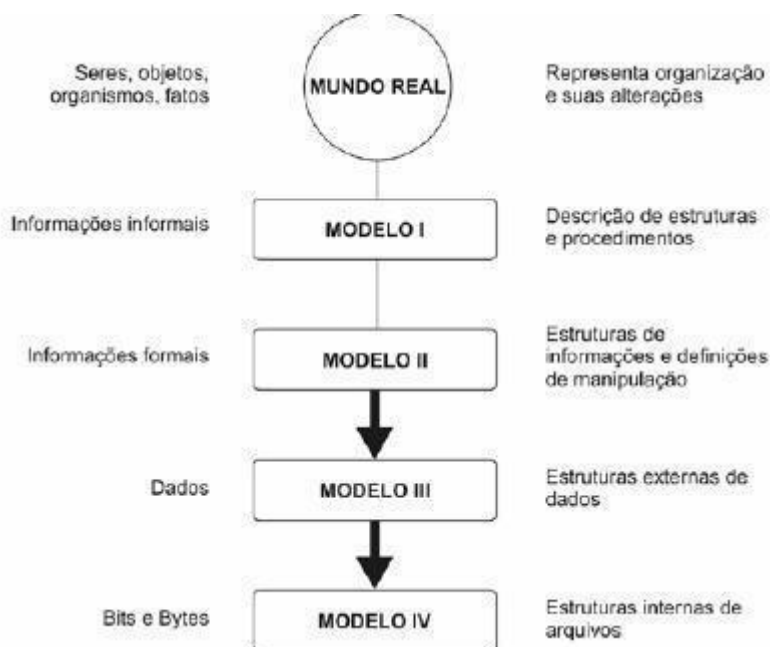 Seres, objetos,
organismos, fatos
MUNDO REAL
Representa organização
e suas alterações
Informações informais
MODELO I
Descrição de estruturas
e procedimentos
Informações formais
MODELO II
Estruturas de
informações e definições
de manipulação
Dados
MODELO III
Estruturas externas de
dados
Bits e Bytes
MODELO IV
Estruturas internas de
arquivos